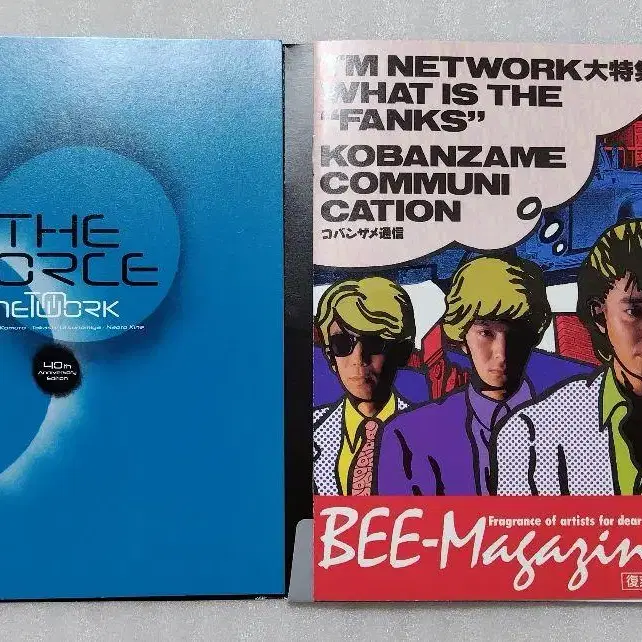 THE
FORCE
NETWORK
Komuro · Takashi Utsunomiya · Naoto Kine
40th
Anniversary
Edition
TM NETWORK大特集
WHAT IS THE
"FANKS"
KOBANZAME
COMMUNI
CATION
コバンザメ通信
BEE-Magazin
Fragrance of artists for dear
復刻